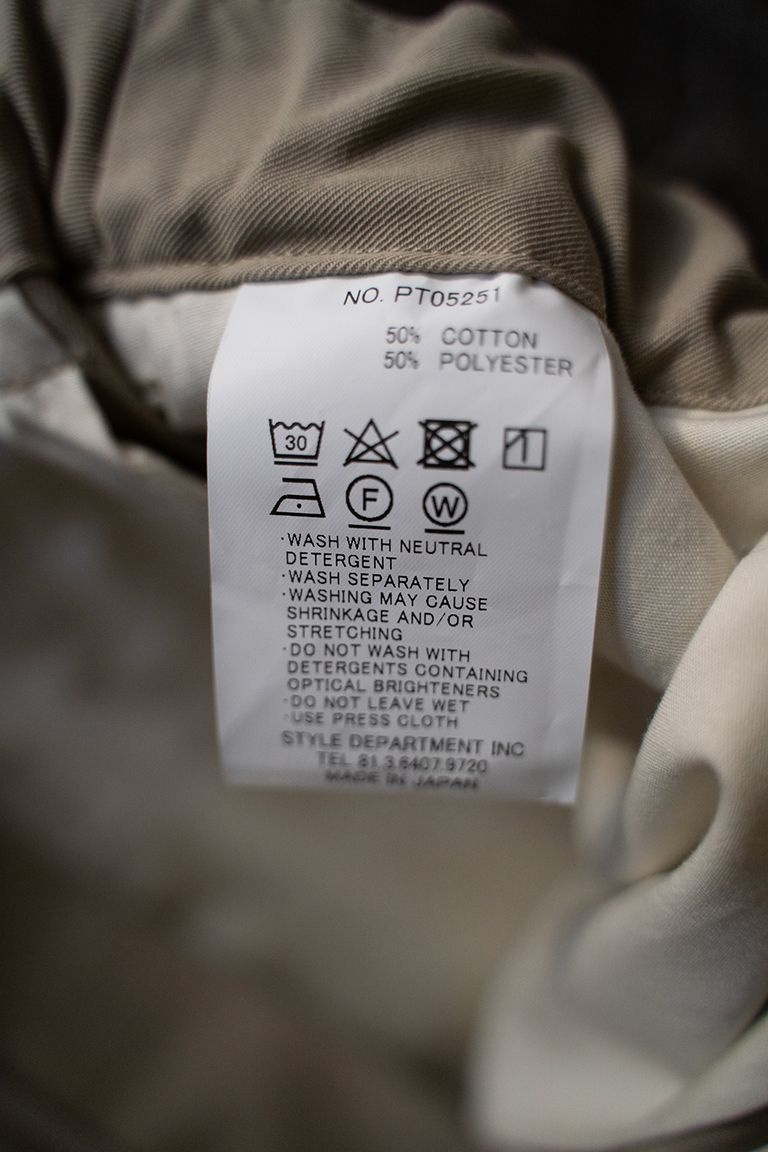 NO. PT05251
50% COTTON
50% POLYESTER
30
F W
·WASH WITH NEUTRAL
DETERGENT
·WASH SEPARATELY
·WASHING MAY CAUSE
SHRINKAGE AND/OR
STRETCHING
·DO NOT WASH WITH
DETERGENTS CONTAINING
OPTICAL BRIGHTENERS
·DO NOT LEAVE WET
·USE PRESS CLOTH
STYLE DEPARTMENT INC
TEL 81.3.6407.9720
MADE IN JAPAN